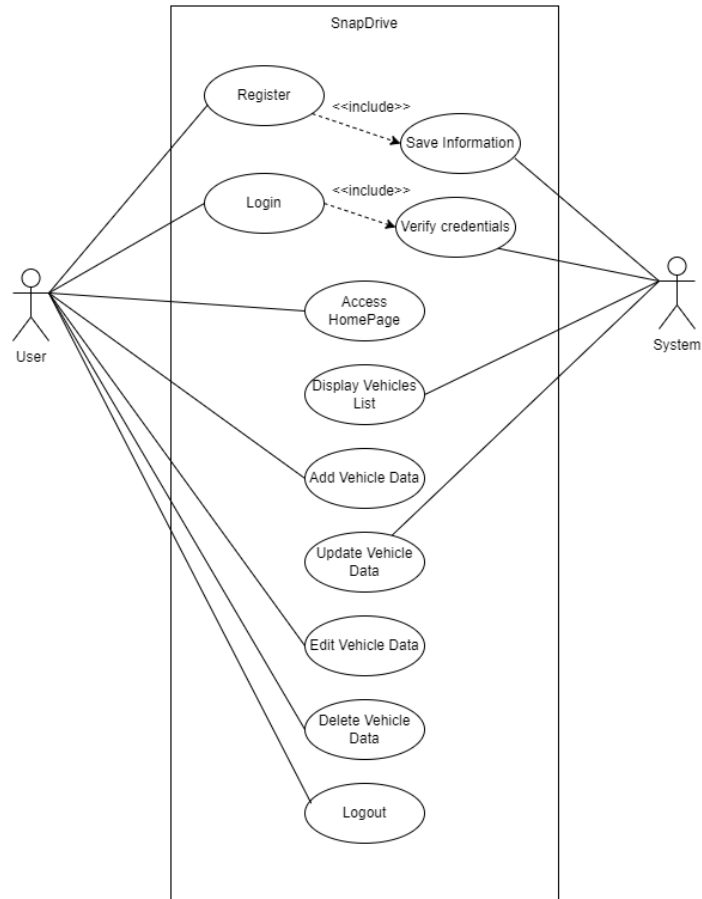 SnapDrive
Register
<<include>>
Save Information
<<include>>
Login
Verify credentials
Access
HomePage
User
System
Display Vehicles
List
Add Vehicle Data
Update Vehicle
Data
Edit Vehicle Data
Delete Vehicle
Data
Logout